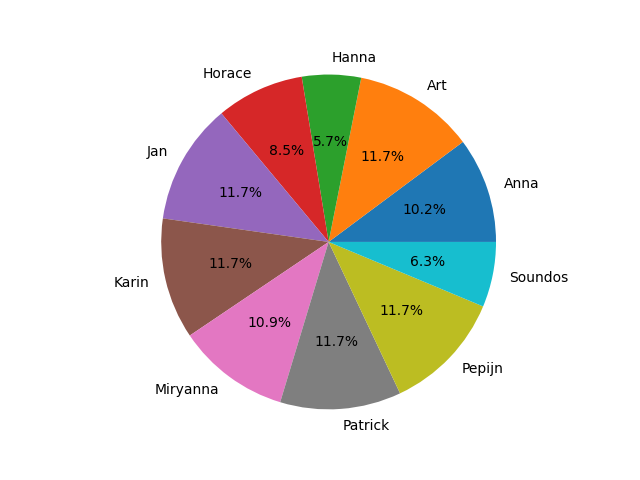 Hanna
Horace
Art
5.7%
8.5%
11.7%
Jan
Anna
11.7%
10.2%
11.7%
6.3%
Karin
Soundos
10.9%
11.7%
11.7%
Miryanna
Pepijn
Patrick